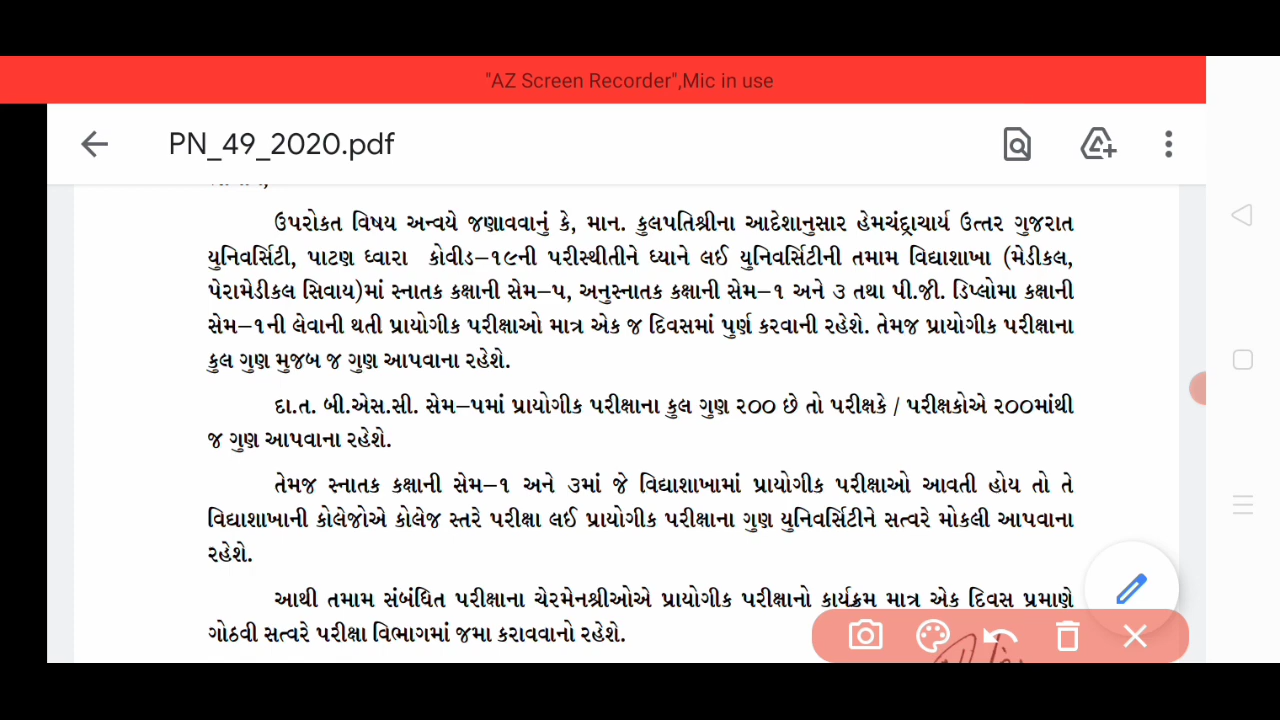 "AZ Screen Recorder",Mic in use
PN_49_2020.pdf
ઉપરોકત વિષય અન્વયે જણાવવાનું કે, માન. કુલપતિશ્રીના આદેશાનુસાર હેમચંદ્રાચાર્ય ઉત્તર ગુજરાત
યુનિવર્સિટી, પાટણ ધ્વારા કોવીડ–૧૯ની પરીસ્થીતીને ધ્યાને લઈ યુનિવર્સિટીની તમામ વિદ્યાશાખા (મેડીકલ,
પેરામેડીકલ સિવાય)માં સ્નાતક કક્ષાની સેમ–૫, અનુસ્નાતક કક્ષાની સેમ–૧ અને ૩ તથા પી.જી. ડિપ્લોમા કક્ષાની
સેમ–૧ની લેવાની થતી પ્રાયોગીક પરીક્ષાઓ માત્ર એક જ દિવસમાં પુર્ણ કરવાની રહેશે. તેમજ પ્રાયોગીક પરીક્ષાના
કુલ ગુણ મુજબ જ ગુણ આપવાના રહેશે.
દા.ત. બી.એસ.સી. સેમ–૫માં પ્રાયોગીક પરીક્ષાના કુલ ગુણ ૨૦૦ છે તો પરીક્ષકે / પરીક્ષકોએ ૨૦૦માંથી
જ ગુણ આપવાના રહેશે.
તેમજ સ્નાતક કક્ષાની સેમ–૧ અને ૩માં જે વિદ્યાશાખામાં પ્રાયોગીક પરીક્ષાઓ આવતી હોય તો તે
વિદ્યાશાખાની કોલેજોએ કોલેજ સ્તરે પરીક્ષા લઈ પ્રાયોગીક પરીક્ષાના ગુણ યુનિવર્સિટીને સત્વરે મોકલી આપવાના
રહેશે.
આથી તમામ સંબંધિત પરીક્ષાના ચેરમેનશ્રીઓએ પ્રાયોગીક પરીક્ષાનો કાર્યક્રમ માત્ર એક દિવસ પ્રમાણે
ગોઠવી સત્વરે પરીક્ષા વિભાગમાં જમા કરાવવાનો રહેશે.